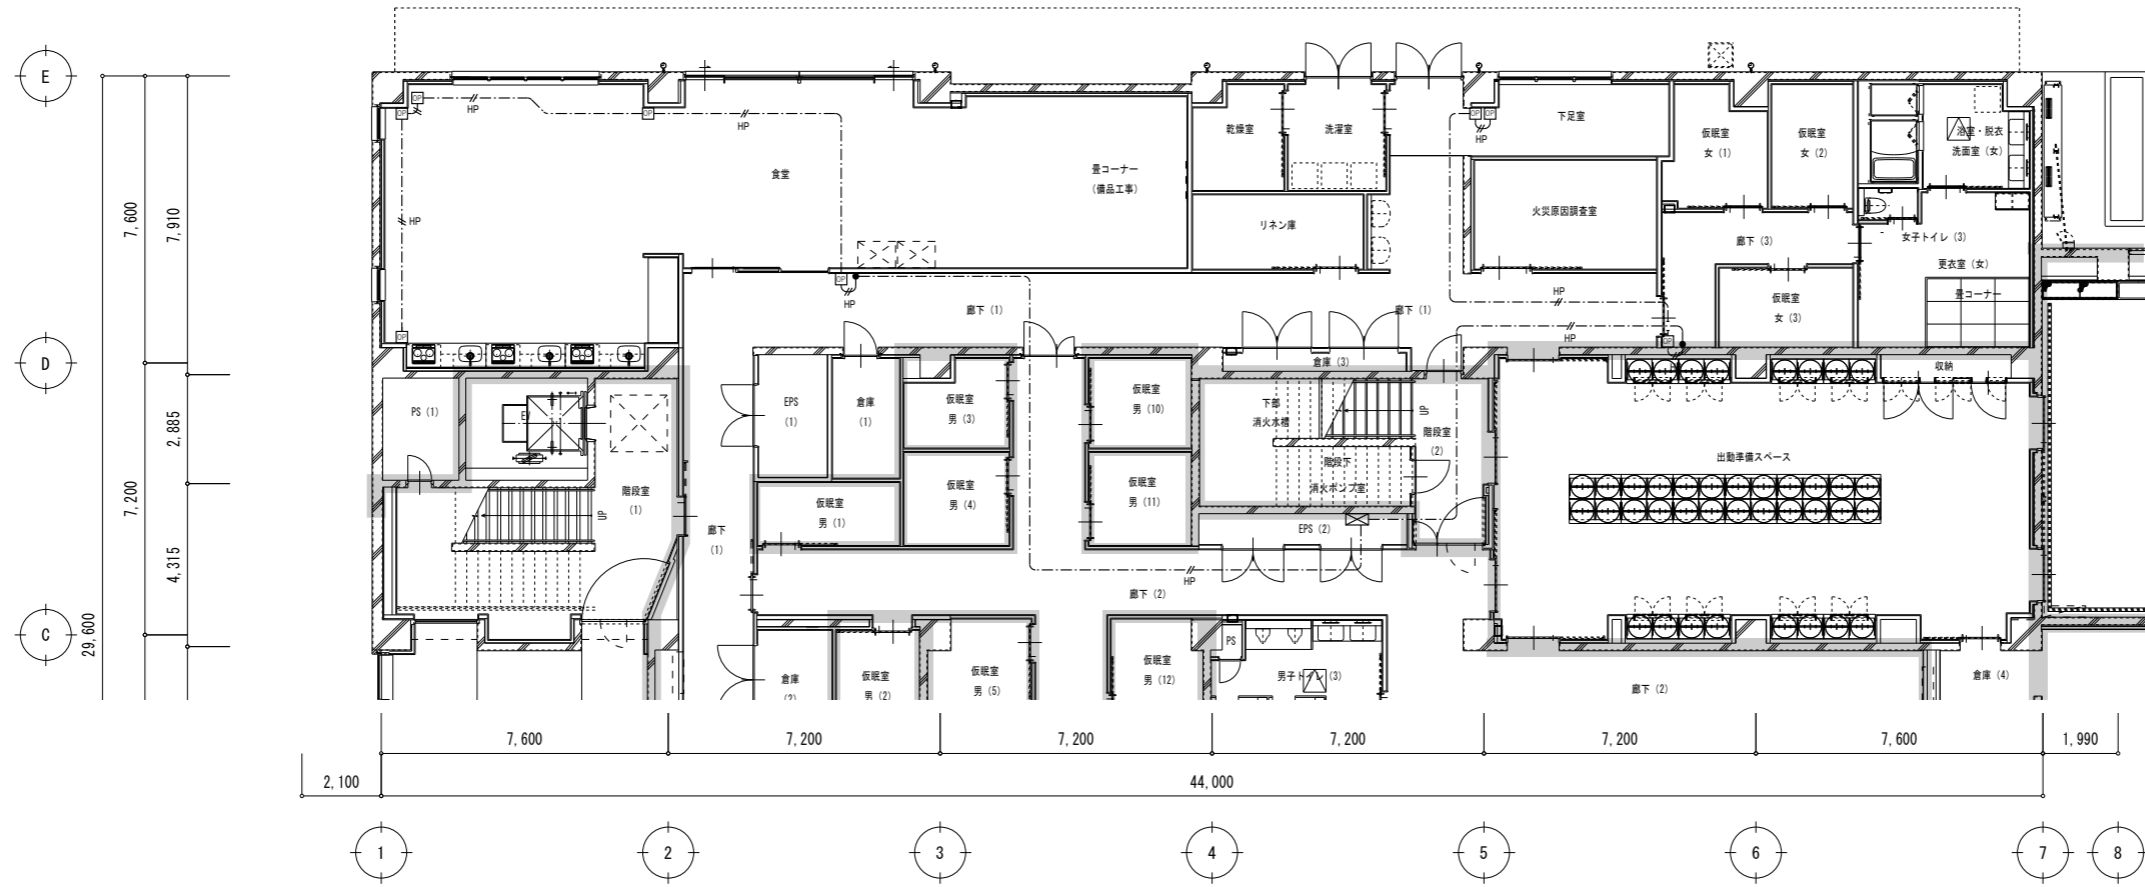 E
HP
HP
OP
OP
OP
OP
OP
HP
下足室
乾燥室
洗濯室
仮眠室
女（1）
仮眠室
女（2）
浴室・脱衣
洗面室（女）
7,600
7,910
食堂
畳コーナー
（備品工事）
HP
リネン庫
火災原因調査室
廊下（3）
女子トイレ（3）
更衣室（女）
畳コーナー
OP
HP
廊下（1）
廊下（1）
HP
仮眠室
女（3）
HP
OP
OP
D
倉庫（3）
収納
PS（1）
EPS
（1）
倉庫
（1）
仮眠室
男（3）
仮眠室
男（10）
下部
消火水槽
UP
階段室
（2）
2,885
階段下
消火ポンプ室
出動準備スペース
7,200
階段室
（1）
UP
仮眠室
男（1）
仮眠室
男（4）
仮眠室
男（11）
EPS（2）
廊下
（1）
4,315
HP
廊下（2）
C
29,600
PS
倉庫
（2）
仮眠室
男（2）
仮眠室
男（5）
仮眠室
男（12）
男子トイレ（3）
廊下（2）
倉庫（4）
7,600
7,200
7,200
7,200
7,200
7,600
1,990
2,100
44,000
1
2
3
4
5
6
7
8